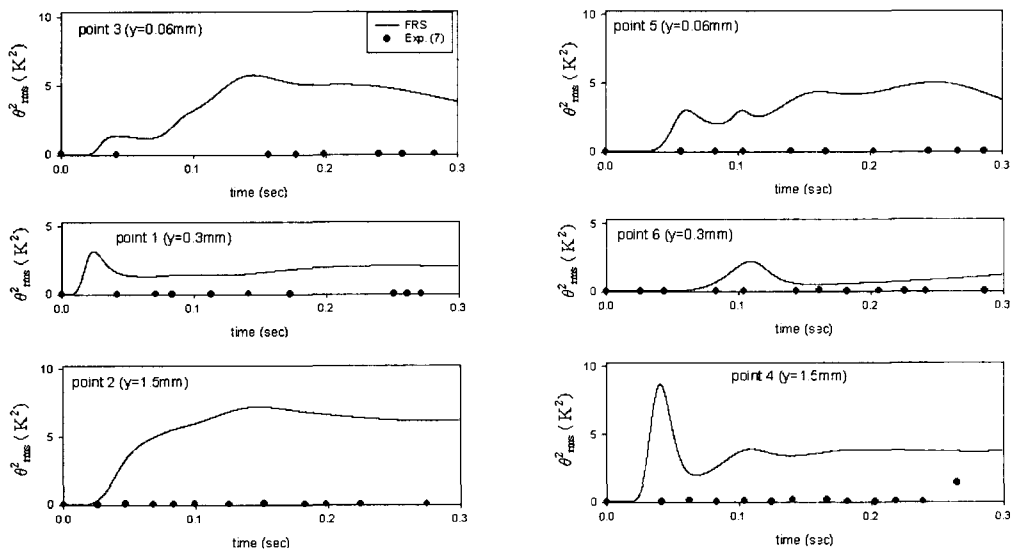 point 3 (y=0.06mm)
FRS
Exp. (7)
θ²rms (K²)
10
5
0
0.0 0.1 0.2 0.3
time (sec)
point 5 (y=0.06mm)
θ²rms (K²)
10
5
0
0.0 0.1 0.2 0.3
time (sec)
point 1 (y=0.3mm)
θ²rms (K²)
5
0
0.0 0.1 0.2 0.3
time (sec)
point 6 (y=0.3mm)
θ²rms (K²)
5
0
0.0 0.1 0.2 0.3
time (sec)
point 2 (y=1.5mm)
θ²rms (K²)
10
5
0
0.0 0.1 0.2 0.3
time (sec)
point 4 (y=1.5mm)
θ²rms (K²)
10
5
0
0.0 0.1 0.2 0.3
time (sec)